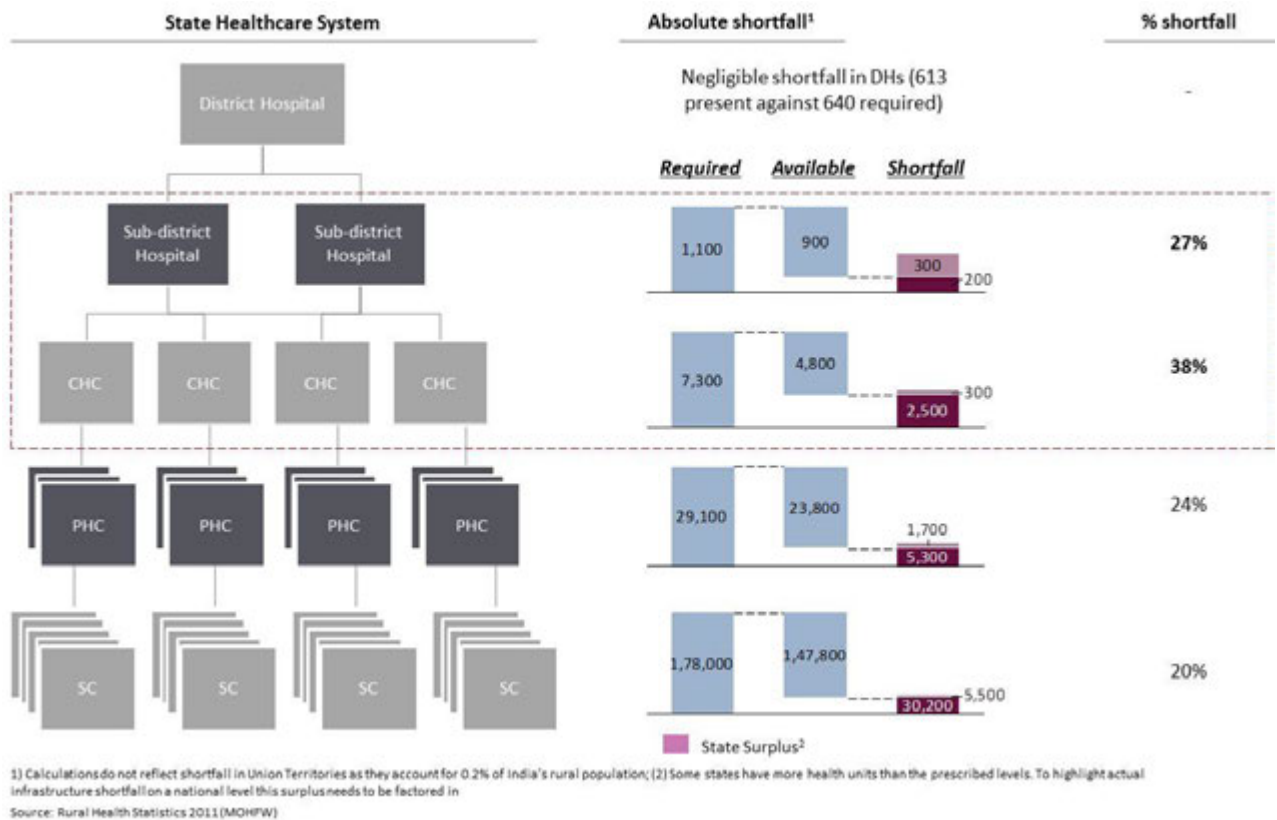 State Healthcare System
Absolute shortfall¹
% shortfall
District Hospital
Negligible shortfall in DHs (613
present against 640 required)
-
Required
Available
Shortfall
Sub-district
Hospital
Sub-district
Hospital
1,100
900
300
200
27%
CHC
CHC
CHC
CHC
7,300
4,800
300
2,500
38%
PHC
PHC
PHC
PHC
29,100
23,800
1,700
5,300
24%
SC
SC
SC
SC
1,78,000
1,47,800
5,500
30,200
20%
State Surplus²
1) Calculations do not reflect shortfall in Union Territories as they account for 0.2% of India's rural population; (2) Some states have more health units than the prescribed levels. To highlight actual
infrastructure shortfall on a national level this surplus needs to be factored in
Source: Rural Health Statistics 2011 (MOHFW)